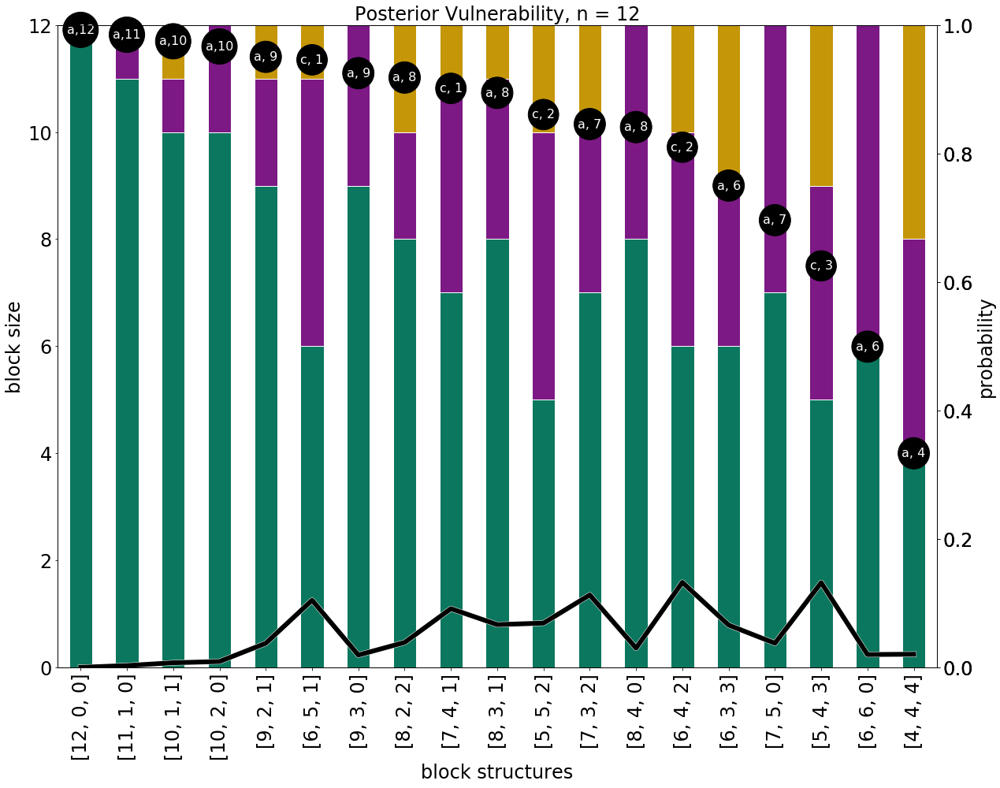 Posterior Vulnerability, n = 12
12
10
8
6
4
2
0
block size
1.0
0.8
0.6
0.4
0.2
0.0
probability
a,12
a,11
a,10
a,10
a, 9
c, 1
a, 9
a, 8
c, 1
a, 8
c, 2
a, 7
a, 8
c, 2
a, 6
a, 7
c, 3
a, 6
a, 4
[12, 0, 0]
[11, 1, 0]
[10, 1, 1]
[10, 2, 0]
[9, 2, 1]
[6, 5, 1]
[9, 3, 0]
[8, 2, 2]
[7, 4, 1]
[8, 3, 1]
[5, 5, 2]
[7, 3, 2]
[8, 4, 0]
[6, 4, 2]
[6, 3, 3]
[7, 5, 0]
[5, 4, 3]
[6, 6, 0]
[4, 4, 4]
block structures